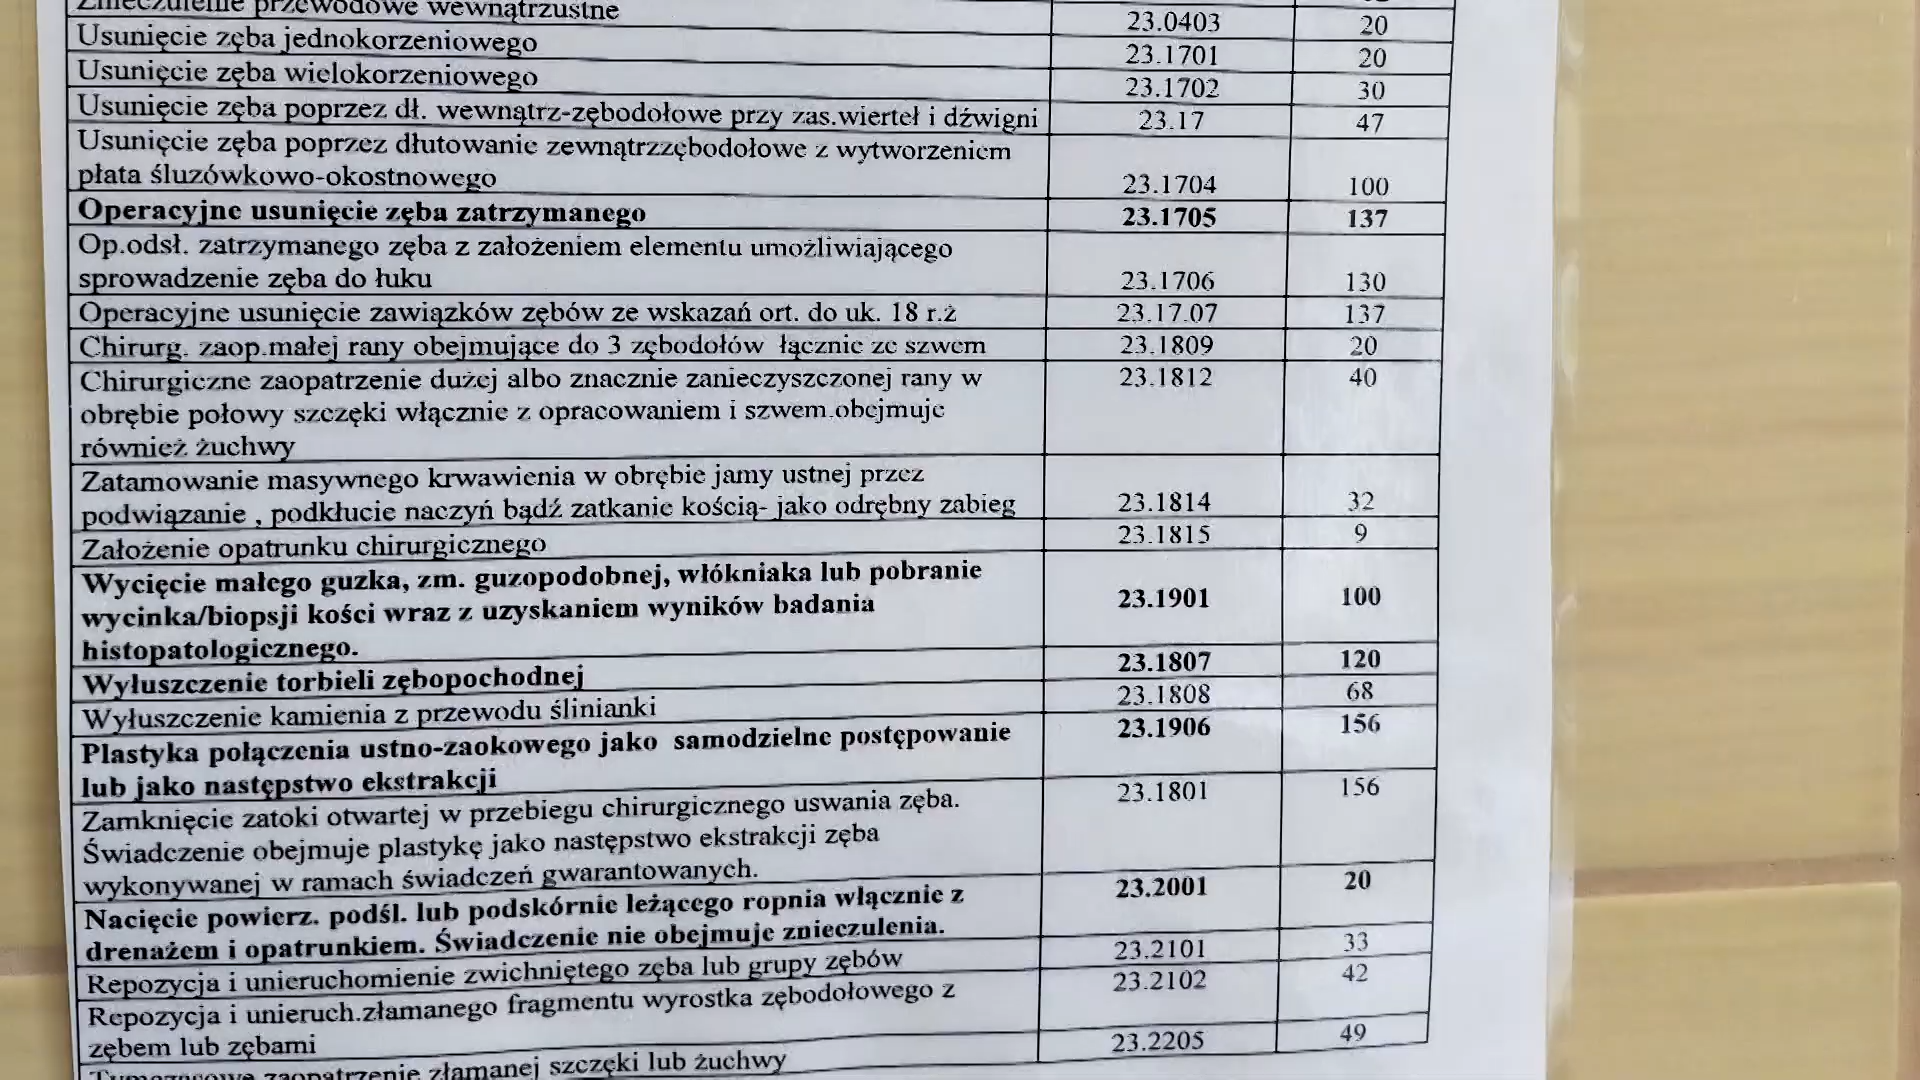 Znieczulenie przewodowe wewnątrzustne 23.0403 20
Usunięcie zęba jednokorzeniowego 23.1701 20
Usunięcie zęba wielokorzeniowego 23.1702 30
Usunięcie zęba poprzez dł. wewnątrz-zębodołowe przy zas.wierteł i dźwigni 23.17 47
Usunięcie zęba poprzez dłutowanie zewnątrzzębodołowe z wytworzeniem
płata śluzówkowo-okostnowego 23.1704 100
Operacyjne usunięcie zęba zatrzymanego 23.1705 137
Op.odsł. zatrzymanego zęba z założeniem elementu umożliwiającego
sprowadzenie zęba do łuku 23.1706 130
Operacyjne usunięcie zawiązków zębów ze wskazań ort. do uk. 18 r.ż 23.17.07 137
Chirurg. zaop.małej rany obejmujące do 3 zębodołów łącznie ze szwem 23.1809 20
Chirurgiczne zaopatrzenie dużej albo znacznie zanieczyszczonej rany w 23.1812 40
obrębie połowy szczęki włącznie z opracowaniem i szwem.obejmuje
również żuchwy
Zatamowanie masywnego krwawienia w obrębie jamy ustnej przez
podwiązanie , podkłucie naczyń bądź zatkanie kością- jako odrębny zabieg 23.1814 32
Założenie opatrunku chirurgicznego 23.1815 9
Wycięcie małego guzka, zm. guzopodobnej, włókniaka lub pobranie
wycinka/biopsji kości wraz z uzyskaniem wyników badania 23.1901 100
histopatologicznego.
Wyłuszczenie torbieli zębopochodnej 23.1807 120
Wyłuszczenie kamienia z przewodu ślinianki 23.1808 68
Plastyka połączenia ustno-zaokowego jako samodzielne postępowanie 23.1906 156
lub jako następstwo ekstrakcji
Zamknięcie zatoki otwartej w przebiegu chirurgicznego uswania zęba. 23.1801 156
Świadczenie obejmuje plastykę jako następstwo ekstrakcji zęba
wykonywanej w ramach świadczeń gwarantowanych.
Nacięcie powierz. podśl. lub podskórnie leżącego ropnia włącznie z 23.2001 20
drenażem i opatrunkiem. Świadczenie nie obejmuje znieczulenia.
Repozycja i unieruchomienie zwichniętego zęba lub grupy zębów 23.2101 33
Repozycja i unieruch.złamanego fragmentu wyrostka zębodołowego z 23.2102 42
zębem lub zębami
Tymczasowe zaopatrzenie złamanej szczęki lub żuchwy 23.2205 49